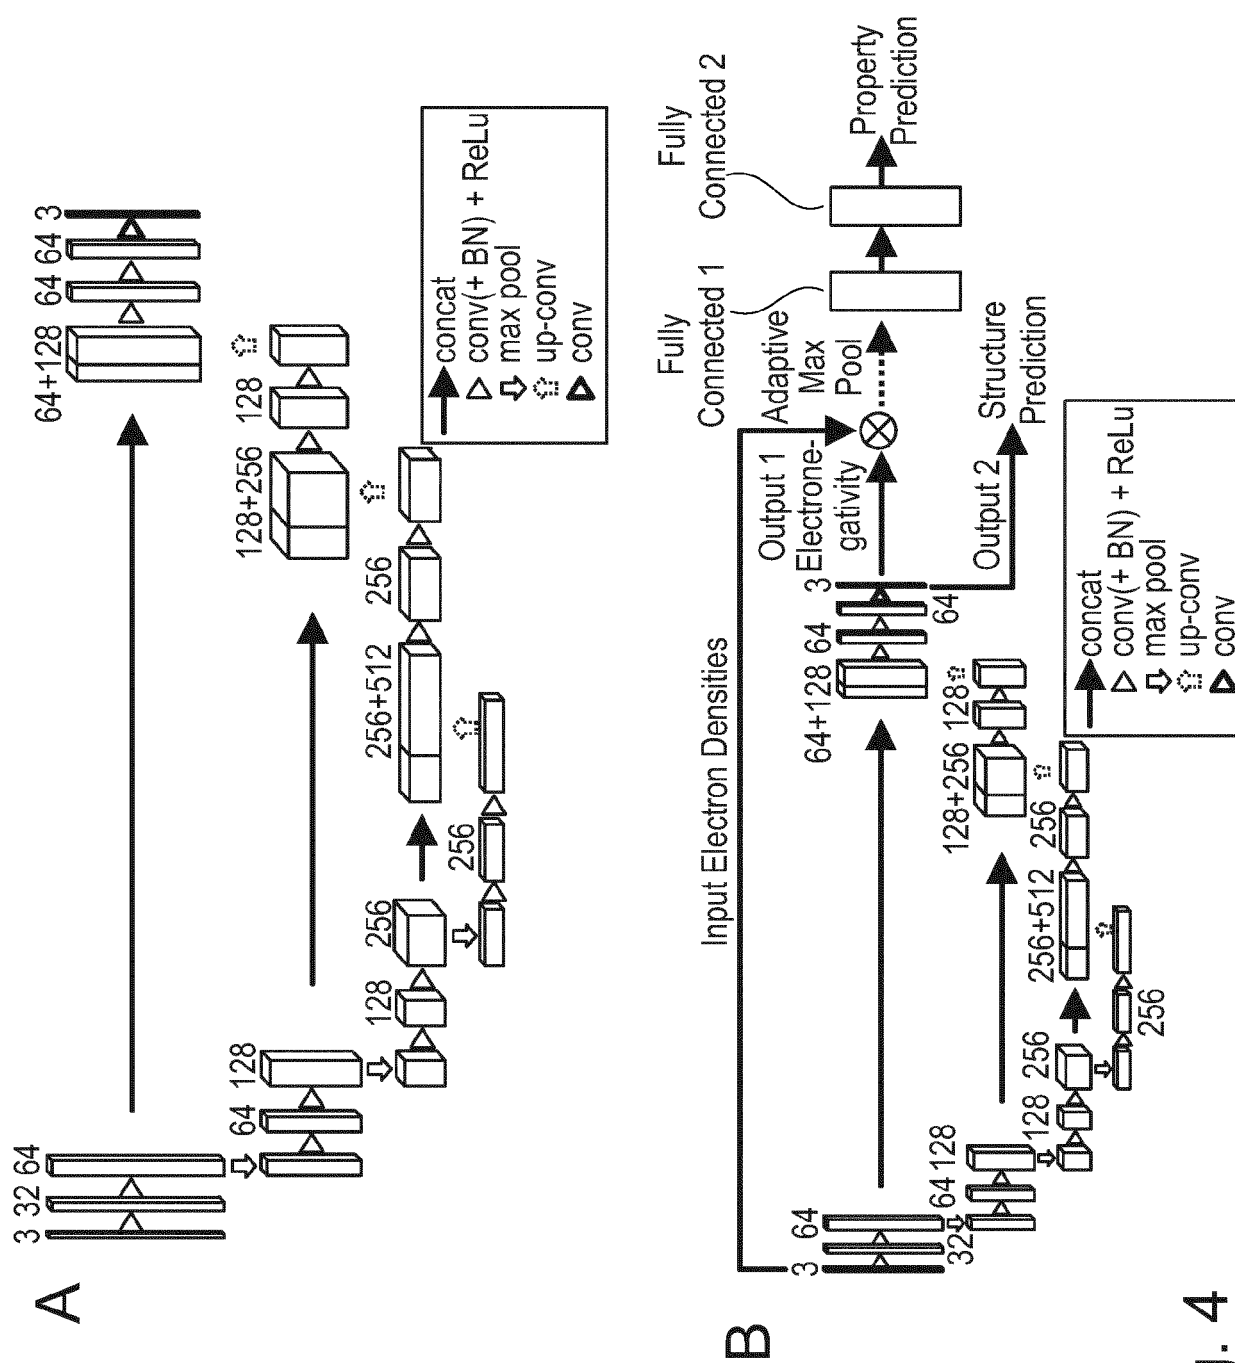 A
3
32
64
64
128
128
256
256
256+512
256
128+256
128
64+128
64
64
3
concat
conv(+ BN) + ReLu
max pool
up-conv
conv
B
Input Electron Densities
3
32
64
64
128
128
256
256
256+512
256
128+256
128
64+128
64
64
3
Output 1
Electrone-
gativity
Output 2
Structure
Prediction
Adaptive
Max
Pool
Fully
Connected 1
Fully
Connected 2
Property
Prediction
concat
conv(+ BN) + ReLu
max pool
up-conv
conv
4